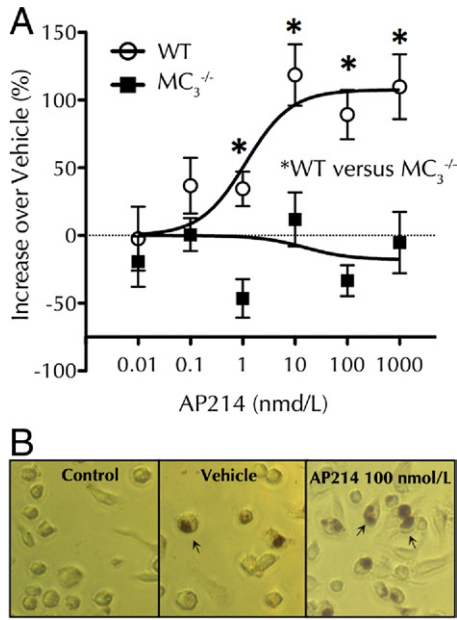 A
150
100
50
0
-50
-100
Increase over Vehicle (%)
WT
MC3-/-
*
*
*
*
*WT versus MC3-/-
0.01 0.1 1 10 100 1000
AP214 (nmd/L)
B
Control Vehicle AP214 100 nmol/L